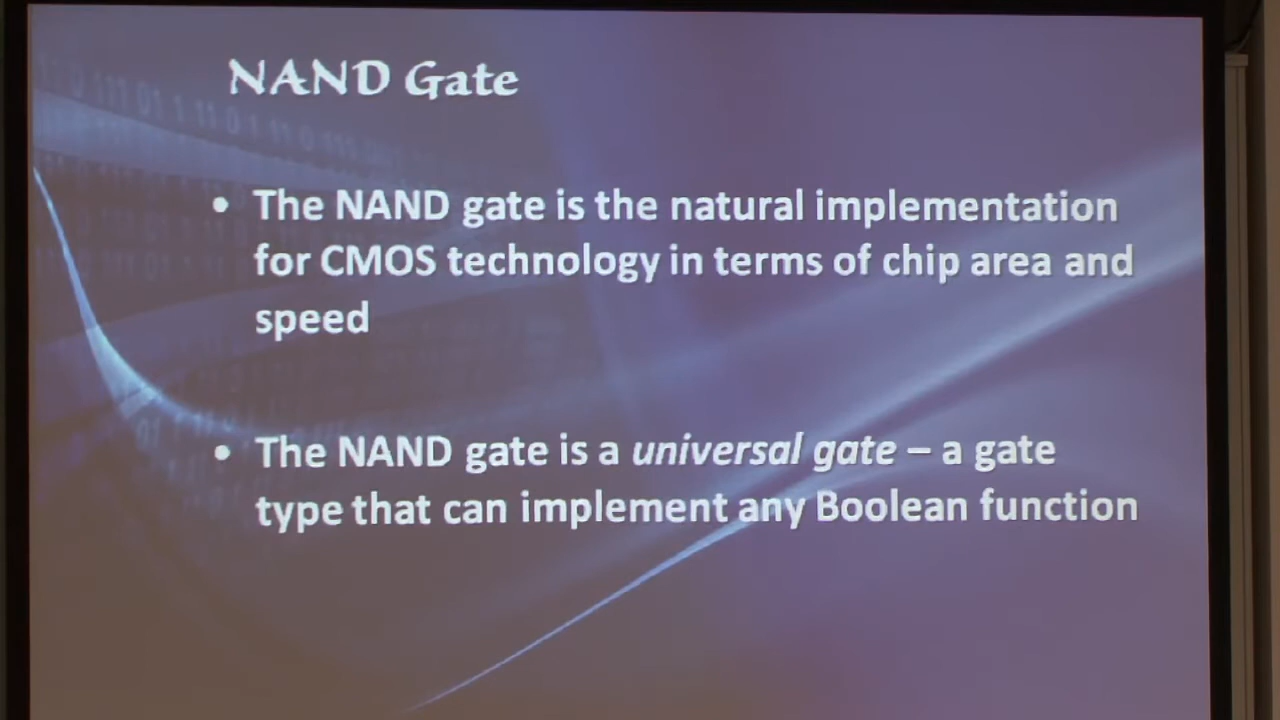 NAND Gate
• The NAND gate is the natural implementation
for CMOS technology in terms of chip area and
speed
• The NAND gate is a universal gate – a gate
type that can implement any Boolean function